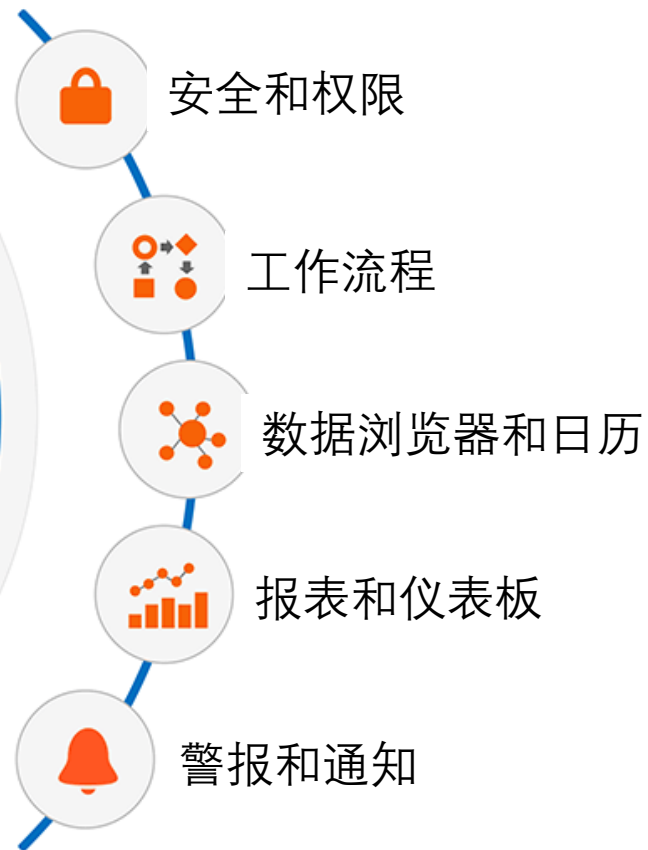 安全和权限
工作流程
数据浏览器和日历
报表和仪表板
警报和通知